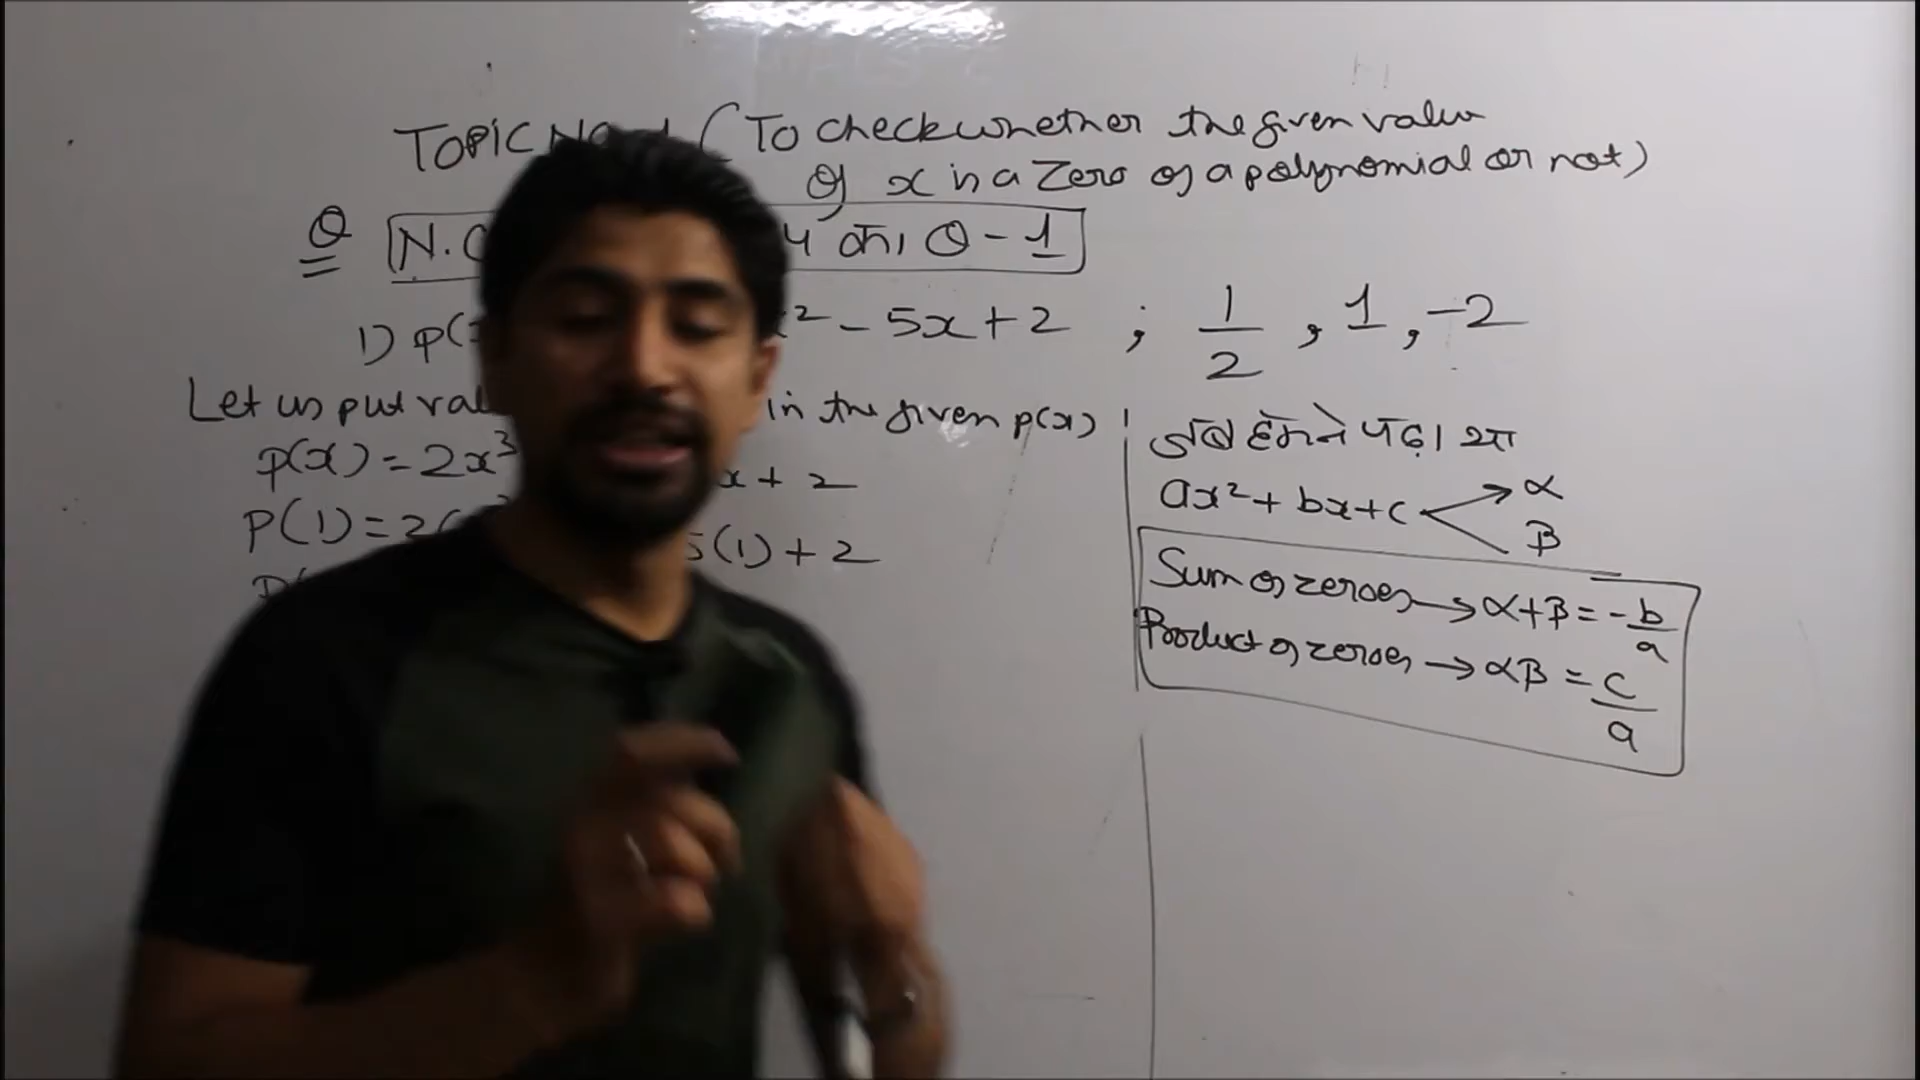 TOPIC No 1 (To check whether the given value
of x is a Zero of a polynomial or not)
Q N.C 4 का Q-1
1) p( x² - 5x + 2 ; 1/2, 1, -2
Let us put in the given p(x)
p(x) = 2x³ x + 2
P(1) = 2( 5(1) + 2
जब हमने पढ़ा था
ax² + bx + c α
β
Sum of zeroes → α+β = -b/a
Product of zeroes → αβ = c/a